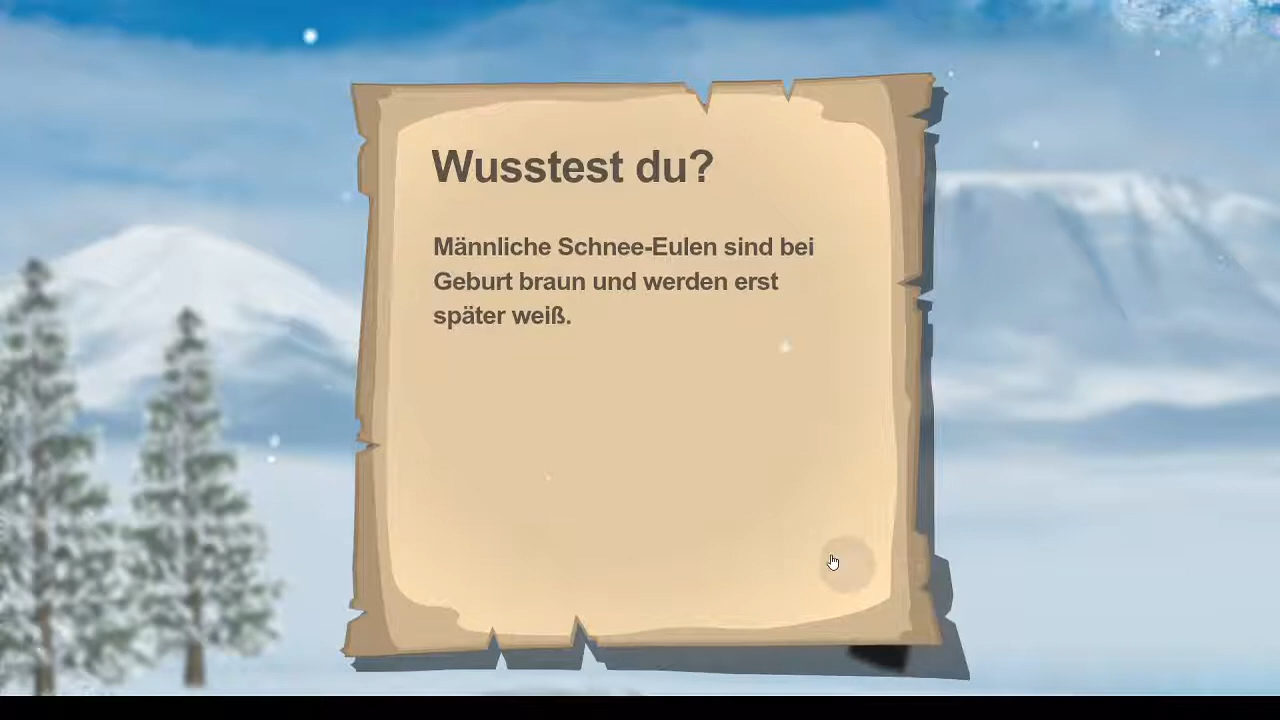 Wusstest du?
Männliche Schnee-Eulen sind bei
Geburt braun und werden erst
später weiß.